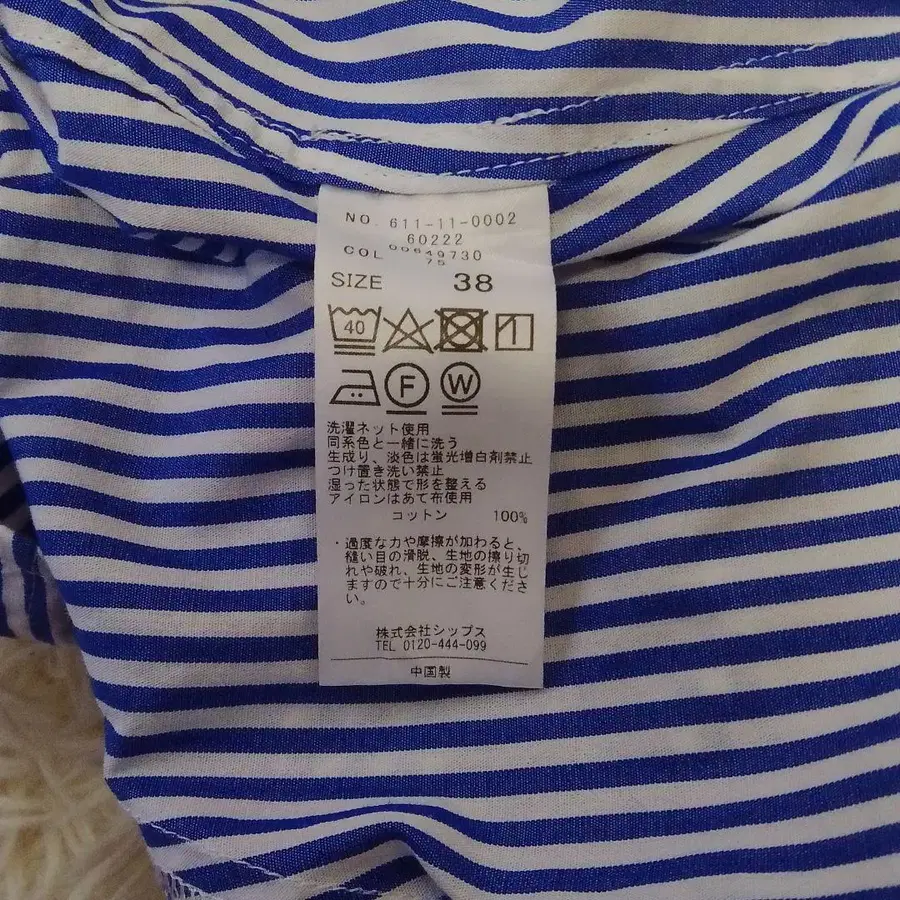 NO. 611-11-0002
60222
COL 00649730
75
SIZE 38
40
F W
洗濯ネット使用
同系色と一緒に洗う
生成り、淡色は蛍光増白剤禁止
つけ置き洗い禁止
湿った状態で形を整える
アイロンはあて布使用
コットン 100%
・過度な力や摩擦が加わると、
縫い目の滑脱、生地の擦り切
れや破れ、生地の変形が生じ
ますので十分にご注意くださ
い。
株式会社シップス
TEL 0120-444-099
中国製